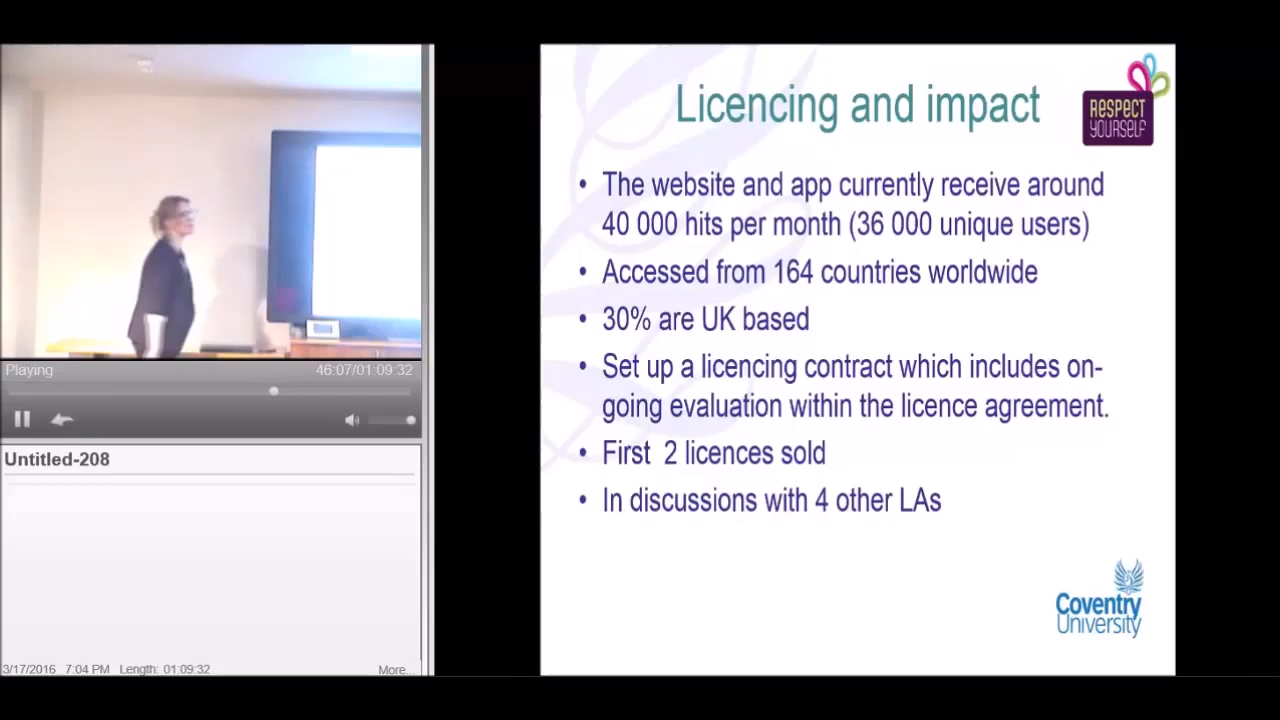 Licencing and impact
RESPECT
YOURSELF
• The website and app currently receive around
40 000 hits per month (36 000 unique users)
• Accessed from 164 countries worldwide
• 30% are UK based
• Set up a licencing contract which includes on-
going evaluation within the licence agreement.
• First 2 licences sold
• In discussions with 4 other LAs
Coventry
University
Playing 46:07/01:09:32
Untitled-208
3/17/2016 7:04 PM Length: 01:09:32 More...